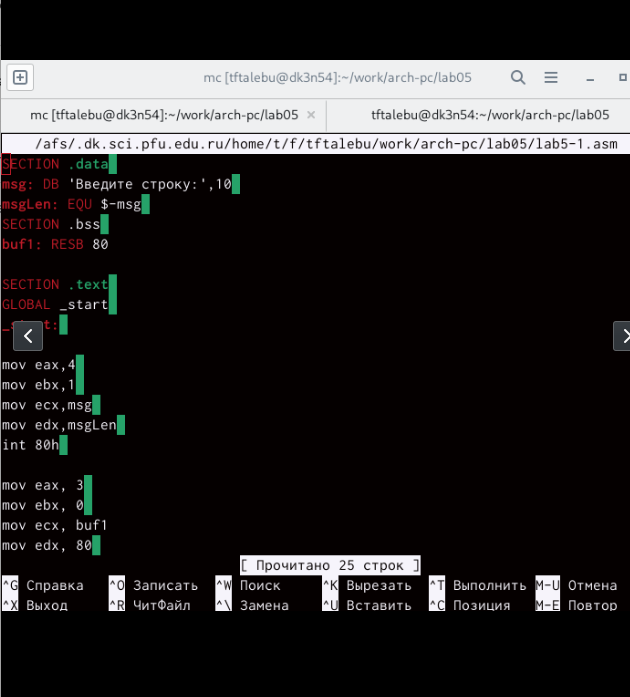 mc [tftalebu@dk3n54]:~/work/arch-pc/lab05
mc [tftalebu@dk3n54]:~/work/arch-pc/lab05 × tftalebu@dk3n54:~/work/arch-pc/lab05
/afs/.dk.sci.pfu.edu.ru/home/t/f/tftalebu/work/arch-pc/lab05/lab5-1.asm
SECTION .data
msg: DB 'Введите строку:',10
msgLen: EQU $-msg
SECTION .bss
buf1: RESB 80
SECTION .text
GLOBAL _start
_start:
mov eax,4
mov ebx,1
mov ecx,msg
mov edx,msgLen
int 80h
mov eax, 3
mov ebx, 0
mov ecx, buf1
mov edx, 80
[ Прочитано 25 строк ]
^G Справка ^O Записать ^W Поиск ^K Вырезать ^T Выполнить M-U Отмена
^X Выход ^R ЧитФайл ^\ Замена ^U Вставить ^C Позиция M-E Повтор